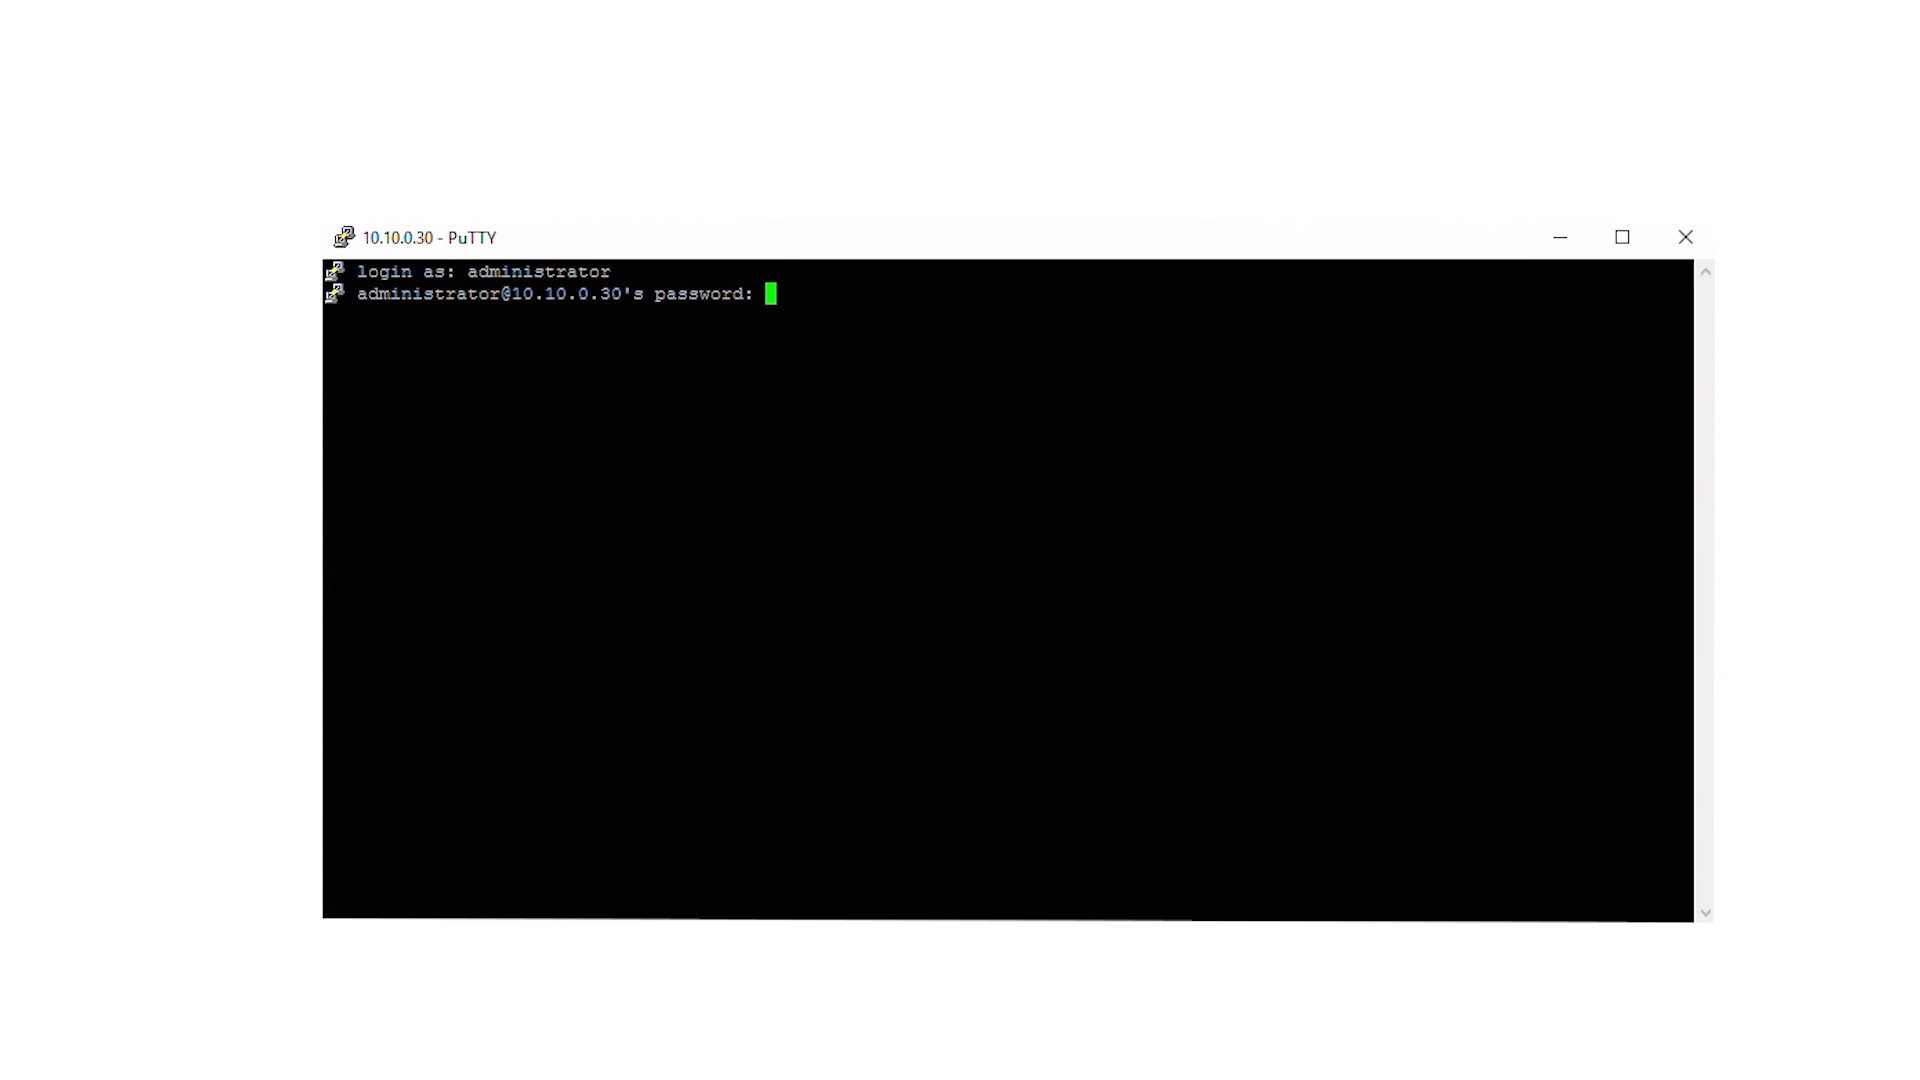 10.10.0.30 - PuTTY
login as: administrator
administrator@10.10.0.30's password: